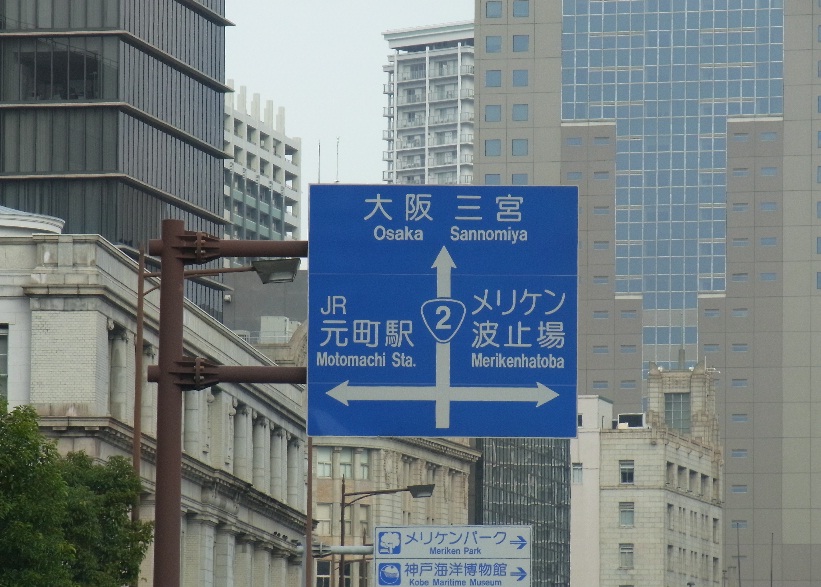 大阪 三宮
Osaka Sannomiya
JR
元町駅
Motomachi Sta.
2
メリケン
波止場
Merikenhatoba
メリケンパーク
Meriken Park
神戸海洋博物館
Kobe Maritime Museum